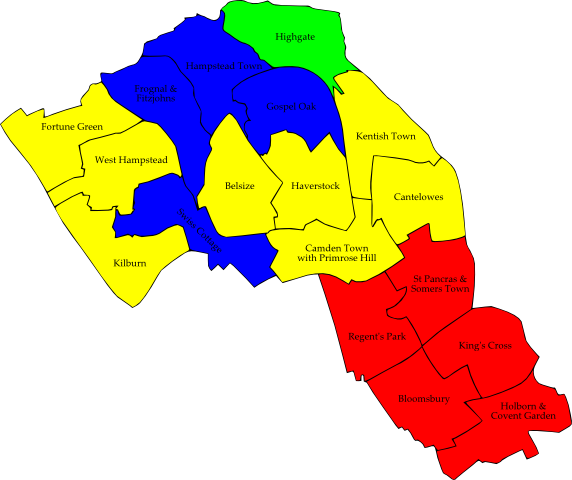 Highgate
Hampstead Town
Frognal &
Fitzjohns
Gospel Oak
Fortune Green
Kentish Town
West Hampstead
Belsize
Haverstock
Cantelowes
Swiss Cottage
Camden Town
with Primrose Hill
Kilburn
St Pancras &
Somers Town
Regent's Park
King's Cross
Bloomsbury
Holborn &
Covent Garden